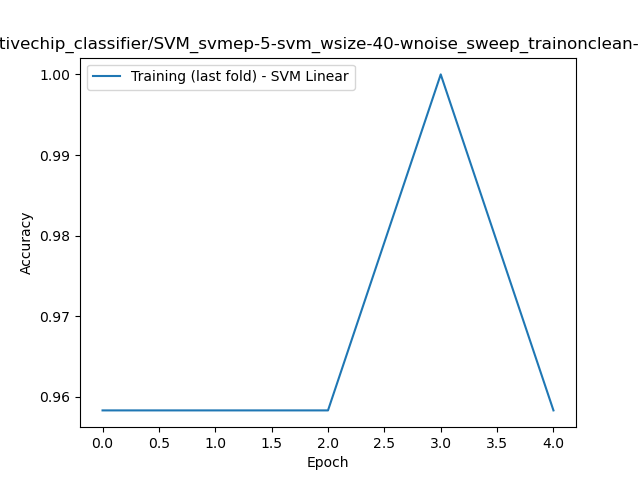 tivechip_classifier/SVM_svmep-5-svm_wsize-40-wnoise_sweep_trainonclean-
Training (last fold) - SVM Linear
1.00
0.99
0.98
0.97
0.96
Accuracy
0.0 0.5 1.0 1.5 2.0 2.5 3.0 3.5 4.0
Epoch